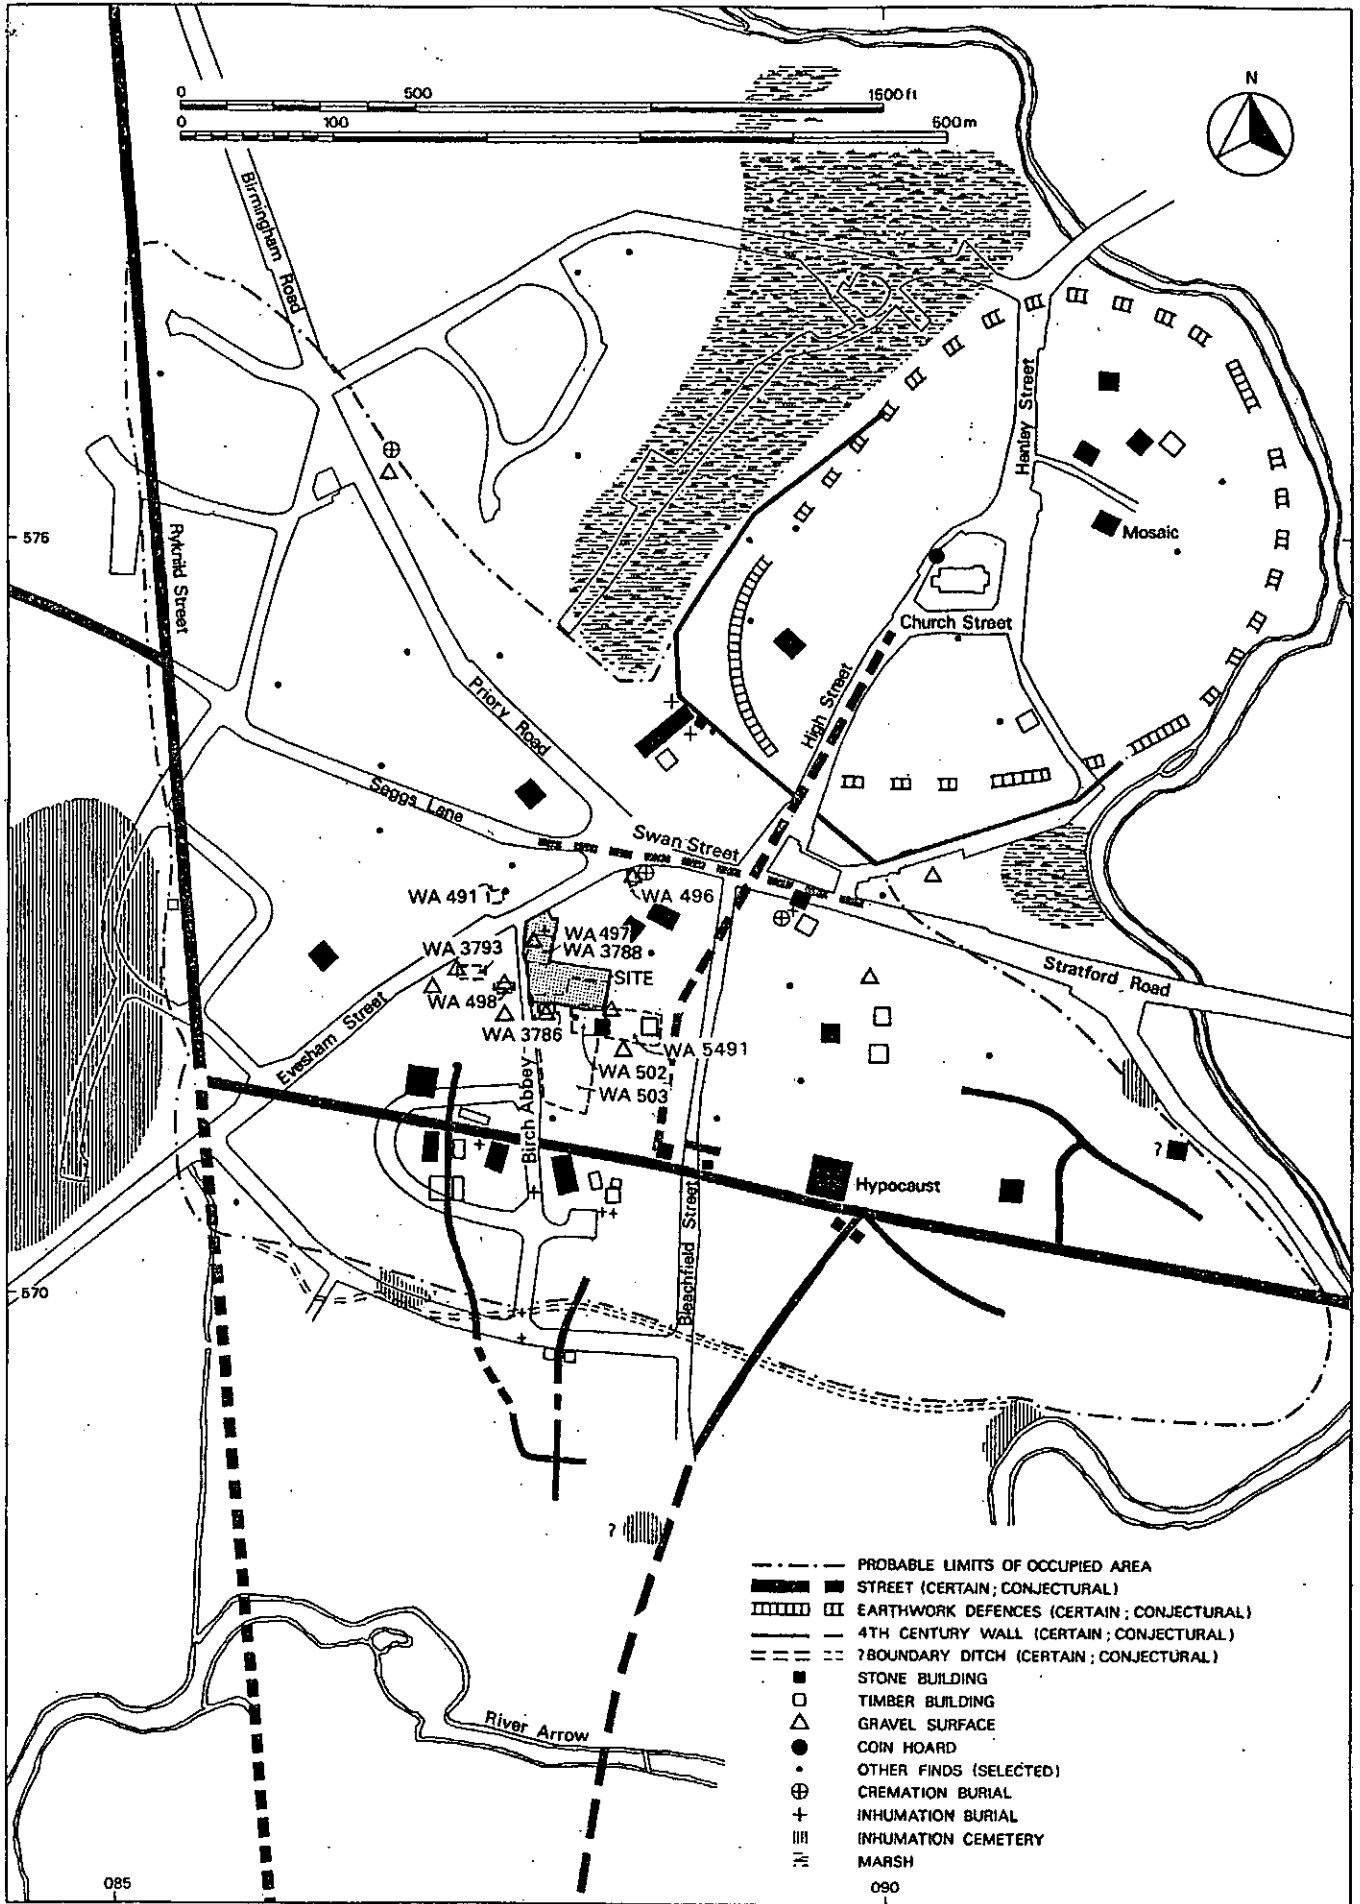 N
0 500 1500 ft
0 100 600m
Birmingham Road
Henley Street
Mosaic
576
Ryknild Street
Church Street
High Street
Priory Road
Seggs Lane
Swan Street
WA 491
WA 496
WA 497
WA 3788
WA 3793
SITE
WA 498
WA 3786
Stratford Road
Evesham Street
WA 5491
WA 502
WA 503
Birch Abbey
?
Hypocaust
Bleachfield Street
570
?
PROBABLE LIMITS OF OCCUPIED AREA
STREET (CERTAIN; CONJECTURAL)
EARTHWORK DEFENCES (CERTAIN; CONJECTURAL)
4TH CENTURY WALL (CERTAIN; CONJECTURAL)
?BOUNDARY DITCH (CERTAIN; CONJECTURAL)
STONE BUILDING
TIMBER BUILDING
GRAVEL SURFACE
COIN HOARD
OTHER FINDS (SELECTED)
CREMATION BURIAL
INHUMATION BURIAL
INHUMATION CEMETERY
MARSH
River Arrow
085
090